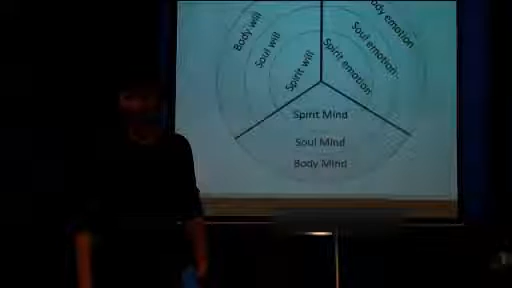 Body will
Soul will
Spirit will
Body emotion
Soul emotion
Spirit emotion
Spirit Mind
Soul Mind
Body Mind